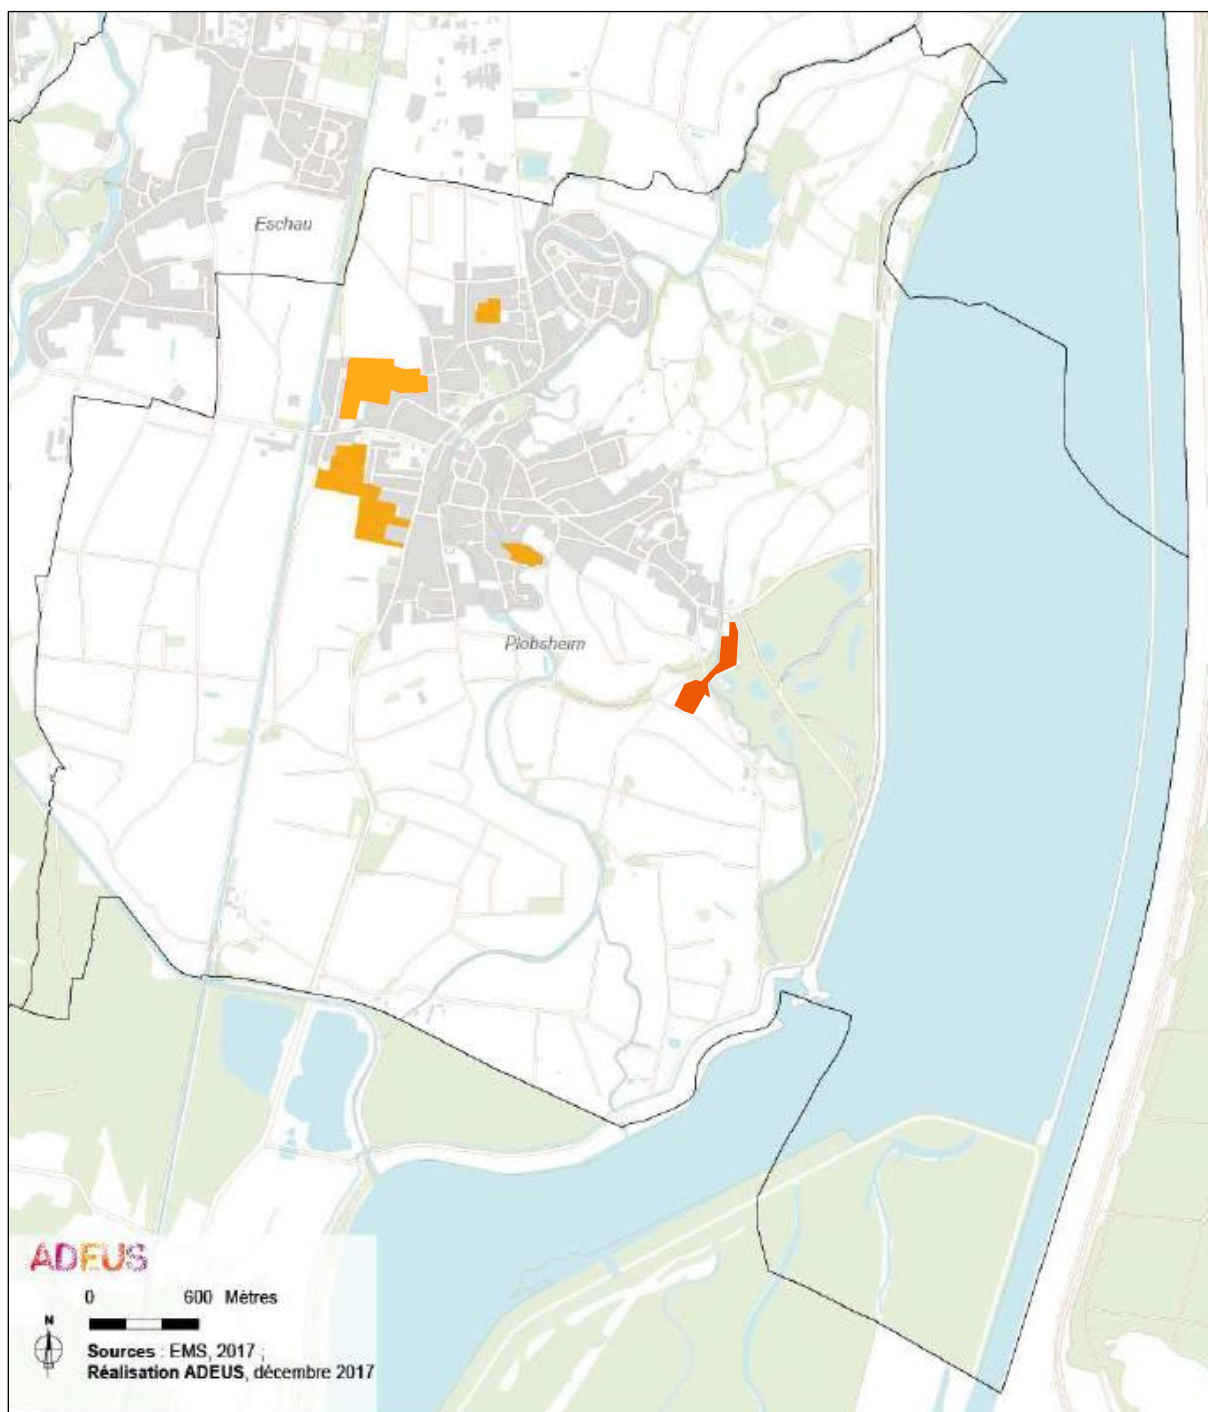 Eschau
Plobsheim
ADEUS
0 600 Mètres
N
Sources : EMS, 2017 ;
Réalisation ADEUS, décembre 2017